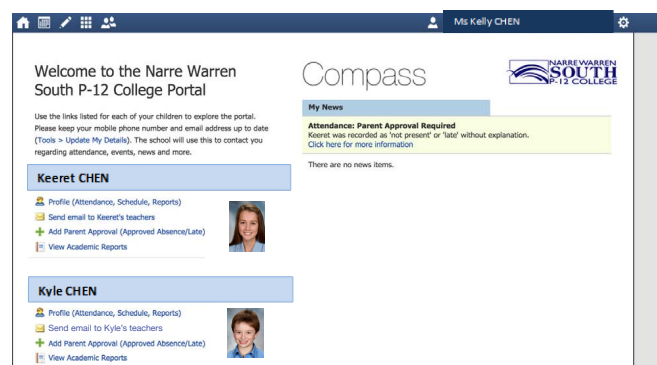 Ms Kelly CHEN
Welcome to the Narre Warren
South P-12 College Portal
Use the links listed for each of your children to explore the portal.
Please keep your mobile phone number and email address up to date
(Tools > Update My Details). The school will use this to contact you
regarding attendance, events, news and more.
Keeret CHEN
Profile (Attendance, Schedule, Reports)
Send email to Keeret's teachers
Add Parent Approval (Approved Absence/Late)
View Academic Reports
Kyle CHEN
Profile (Attendance, Schedule, Reports)
Send email to Kyle's teachers
Add Parent Approval (Approved Absence/Late)
View Academic Reports
Compass
NARRE WARREN
SOUTH
P-12 COLLEGE
My News
Attendance: Parent Approval Required
Keeret was recorded as 'not present' or 'late' without explanation.
Click here for more information
There are no news items.